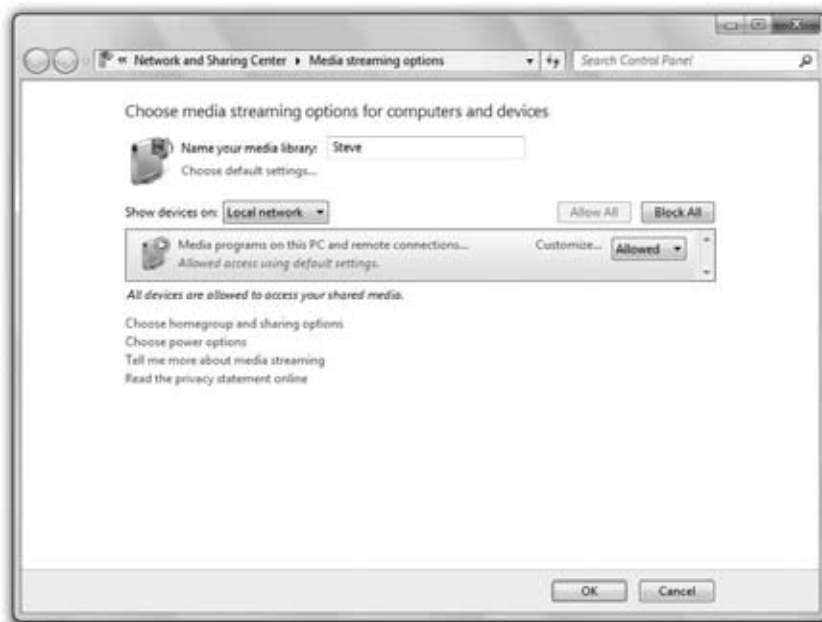 « Network and Sharing Center ▸ Media streaming options
Search Control Panel
Choose media streaming options for computers and devices
Name your media library: Steve
Choose default settings...
Show devices on: Local network
Allow All
Block All
Media programs on this PC and remote connections...
Customize...
Allowed
Allowed access using default settings.
All devices are allowed to access your shared media.
Choose homegroup and sharing options
Choose power options
Tell me more about media streaming
Read the privacy statement online
OK
Cancel